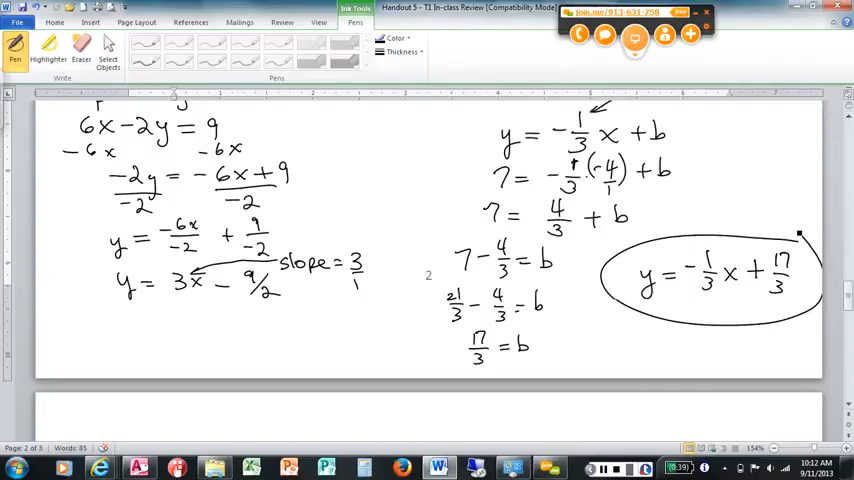 Ink Tools
Handout 5 - T1 In-class Review [Compatibility Mode]
join.me/913-631-758
File
Home
Insert
Page Layout
References
Mailings
Review
View
Pens
Pen
Highlighter
Eraser
Select Objects
Color
Thickness
Write
Pens
6x-2y = 9
-6x -6x
-2y = -6x+9
-2 -2
y = -6x/-2 + 9/-2
y = 3x - 9/2
slope = 3/1
2
y = -1/3 x + b
7 = -1/3 · (-4/1) + b
7 = 4/3 + b
7 - 4/3 = b
21/3 - 4/3 = b
17/3 = b
y = -1/3 x + 17/3
Page: 2 of 3
Words: 85
154%
0:39
10:12 AM
9/11/2013